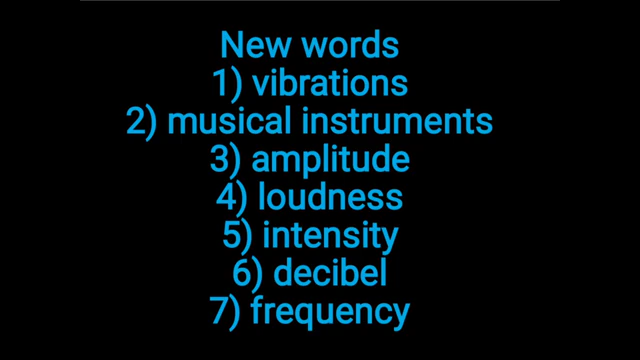 New words
1) vibrations
2) musical instruments
3) amplitude
4) loudness
5) intensity
6) decibel
7) frequency